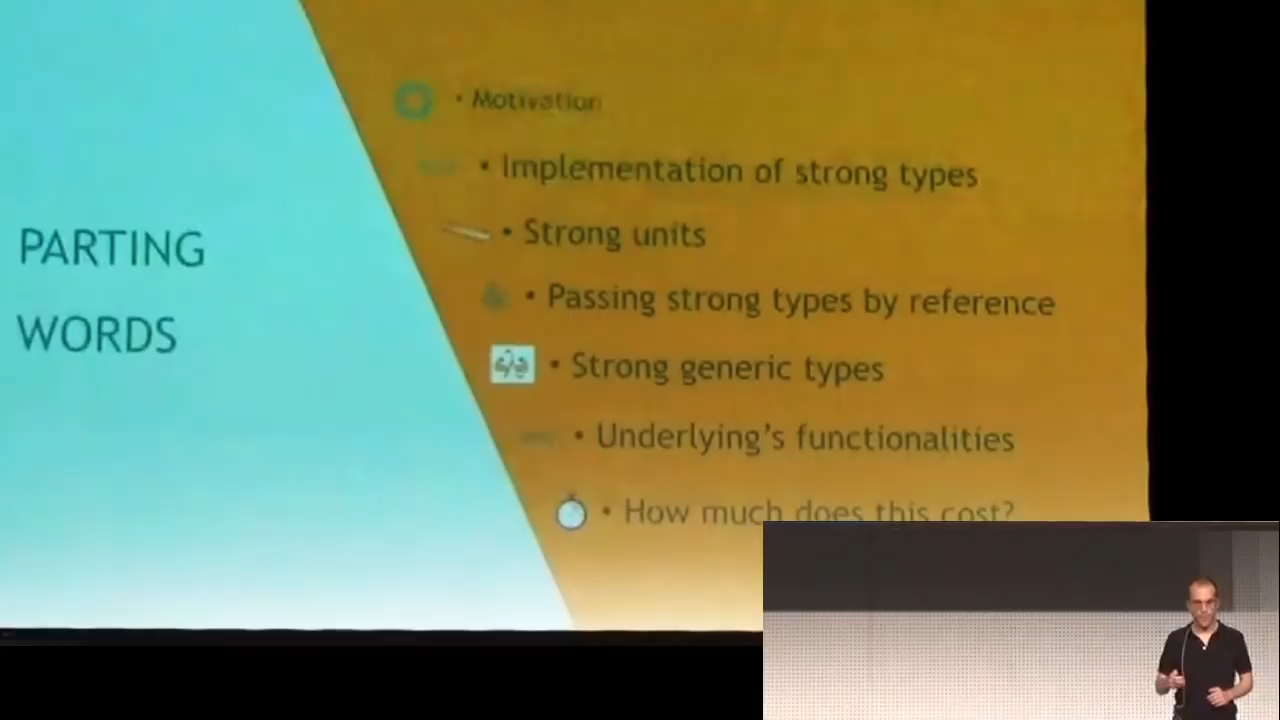 PARTING
WORDS
• Motivation
• Implementation of strong types
• Strong units
• Passing strong types by reference
• Strong generic types
• Underlying's functionalities
• How much does this cost?